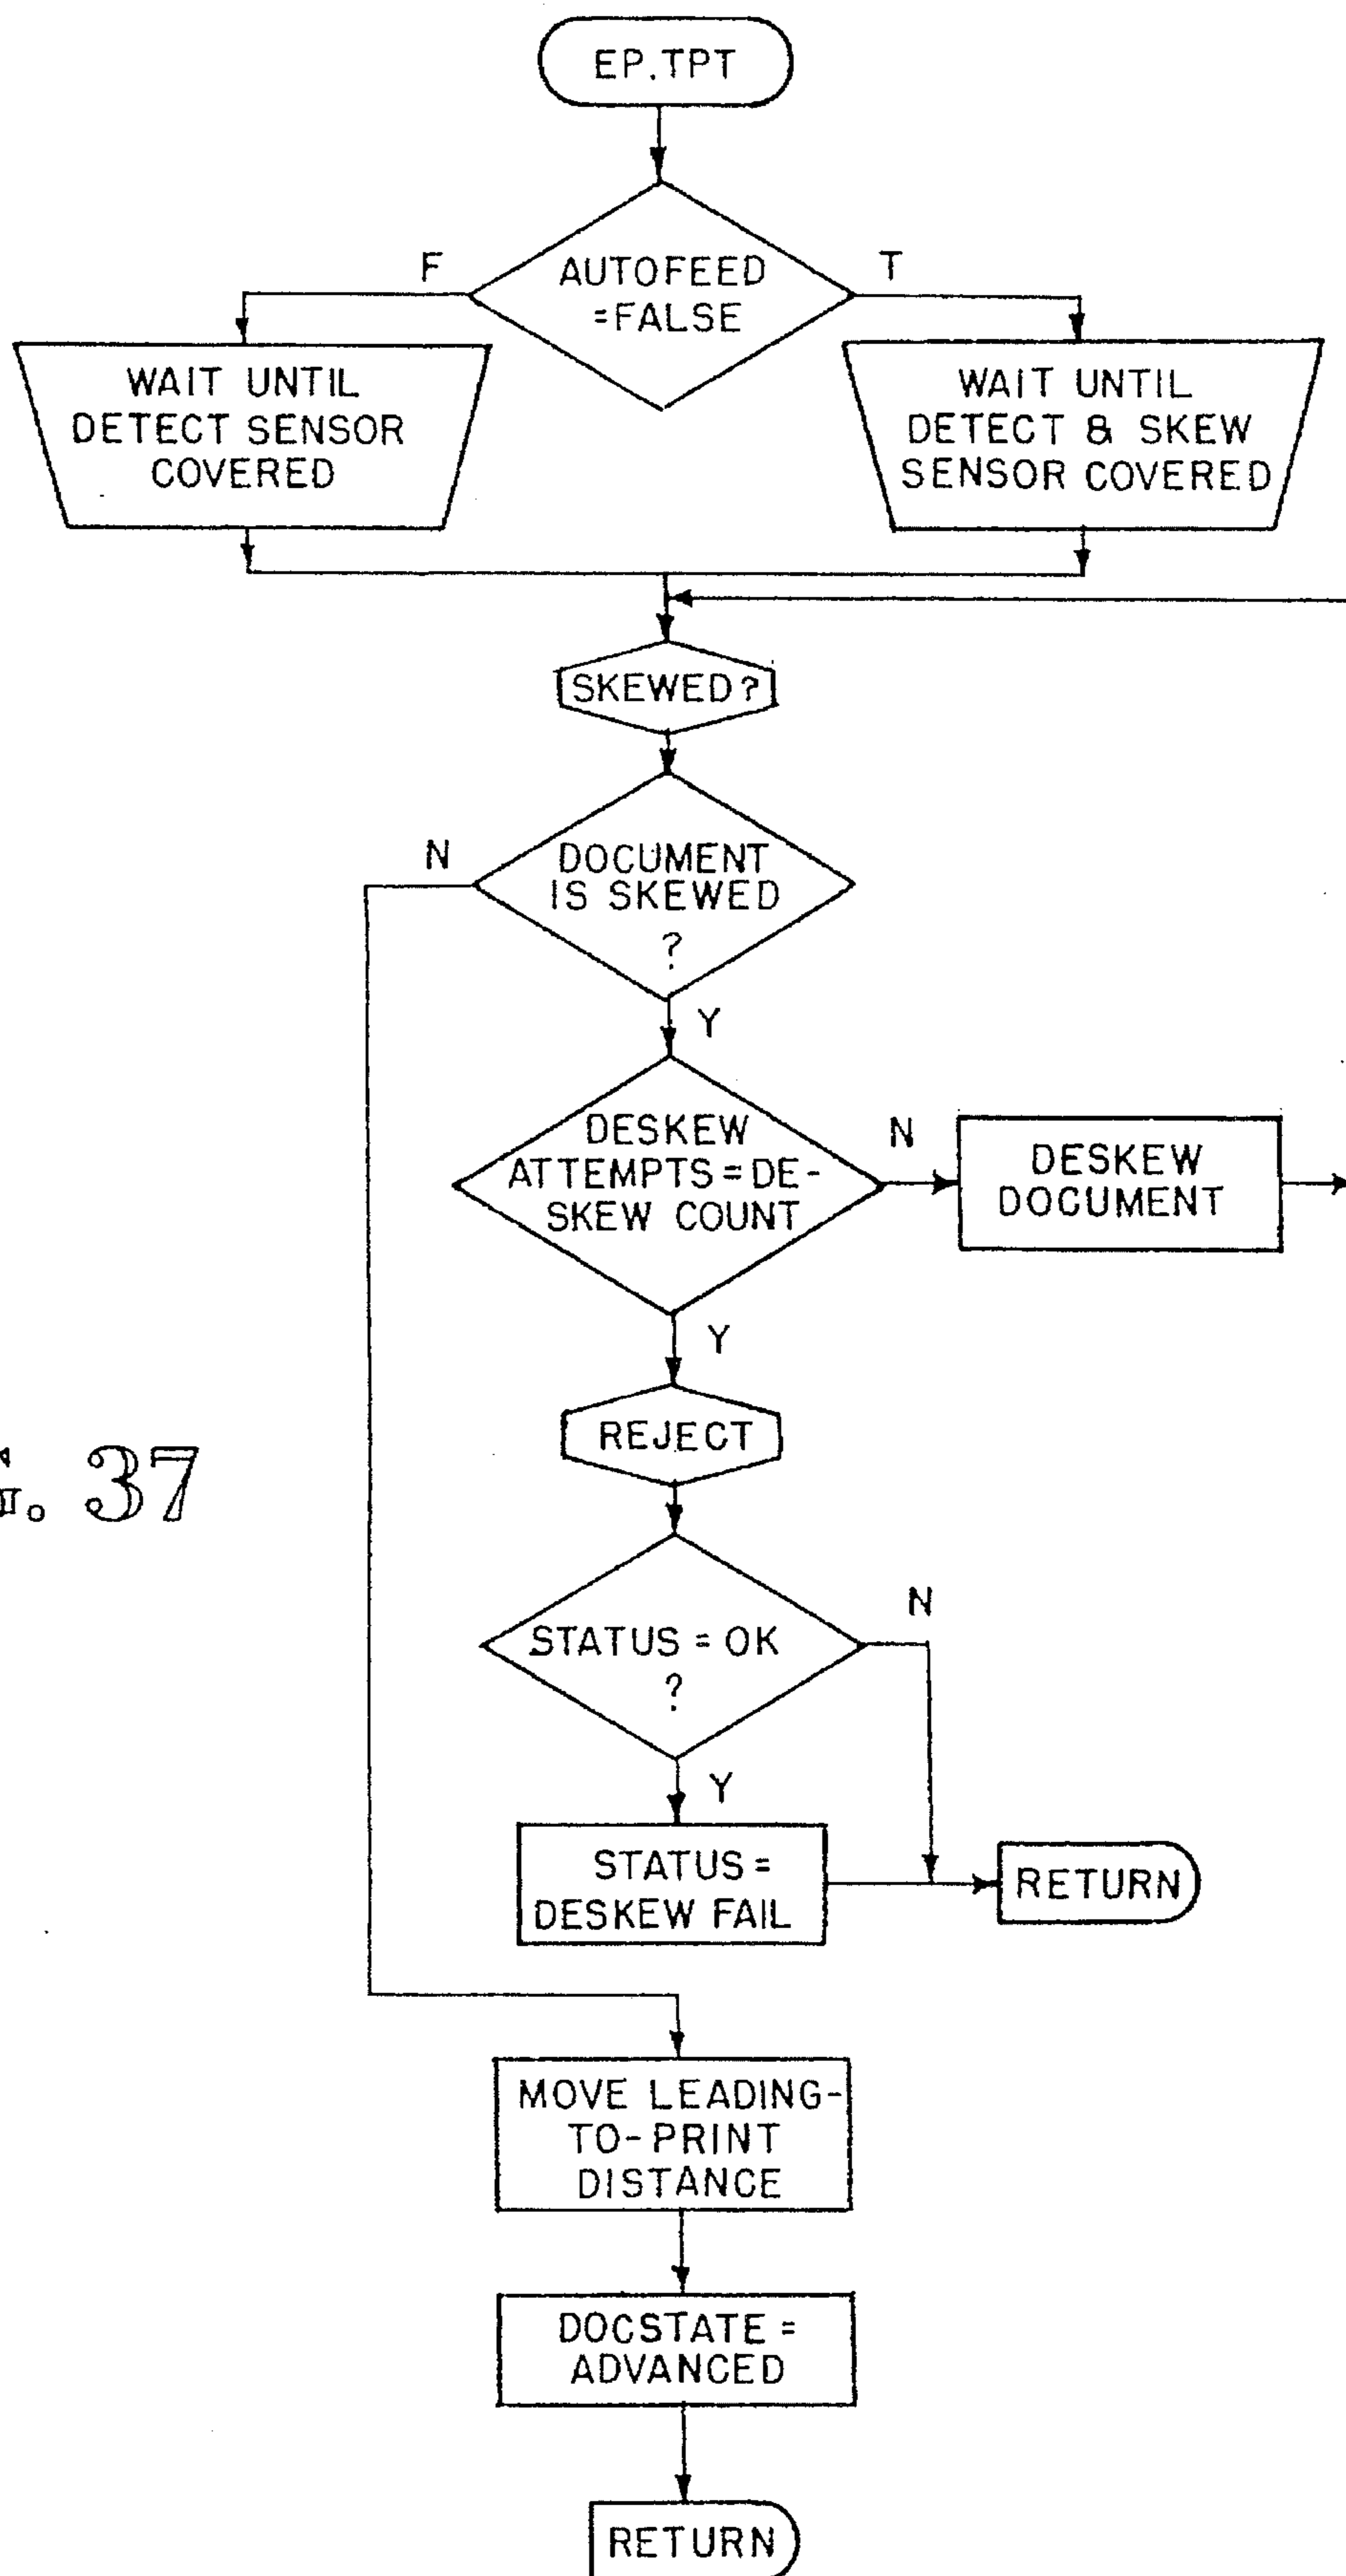 EP.TPT
F
AUTOFEED
=FALSE
T
WAIT UNTIL
DETECT SENSOR
COVERED
WAIT UNTIL
DETECT & SKEW
SENSOR COVERED
SKEWED?
N
DOCUMENT
IS SKEWED
?
Y
DESKEW
ATTEMPTS=DE-
SKEW COUNT
N
DESKEW
DOCUMENT
Y
REJECT
37
STATUS = OK
?
N
Y
STATUS =
DESKEW FAIL
RETURN
MOVE LEADING-
TO-PRINT
DISTANCE
DOCSTATE =
ADVANCED
RETURN